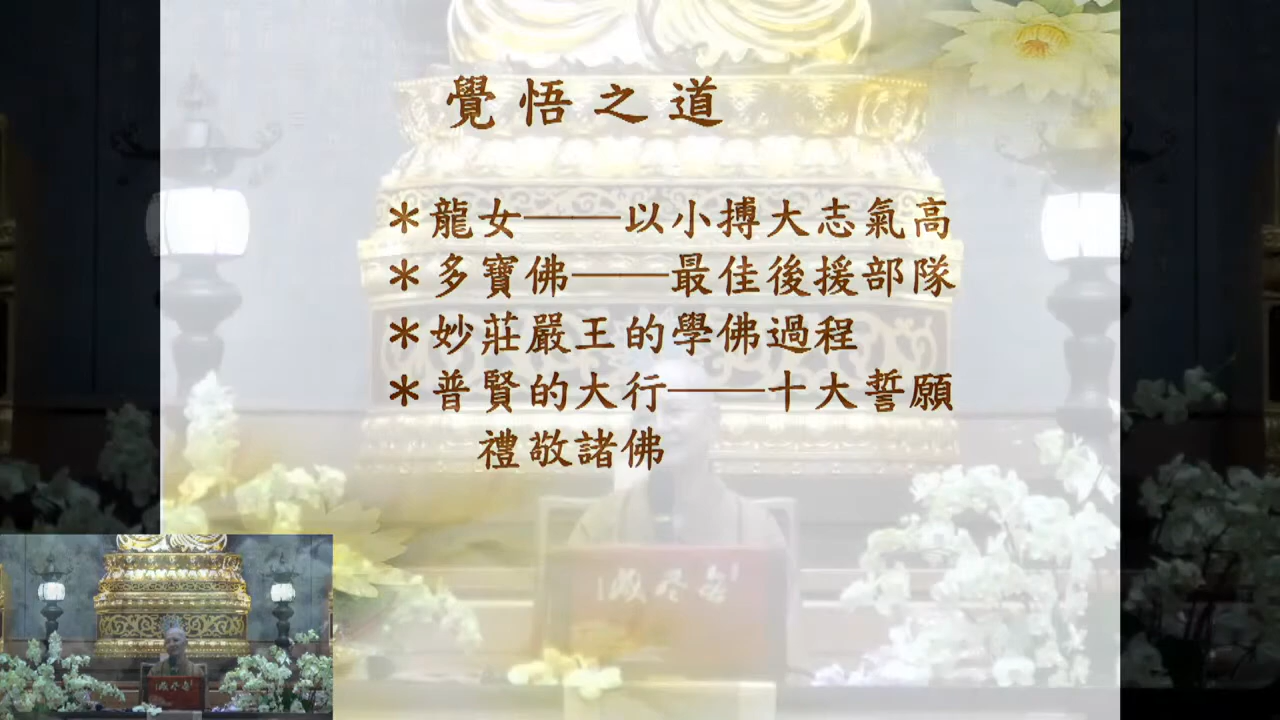 覺悟之道
＊龍女——以小搏大志氣高
＊多寶佛——最佳後援部隊
＊妙莊嚴王的學佛過程
＊普賢的大行——十大誓願
禮敬諸佛